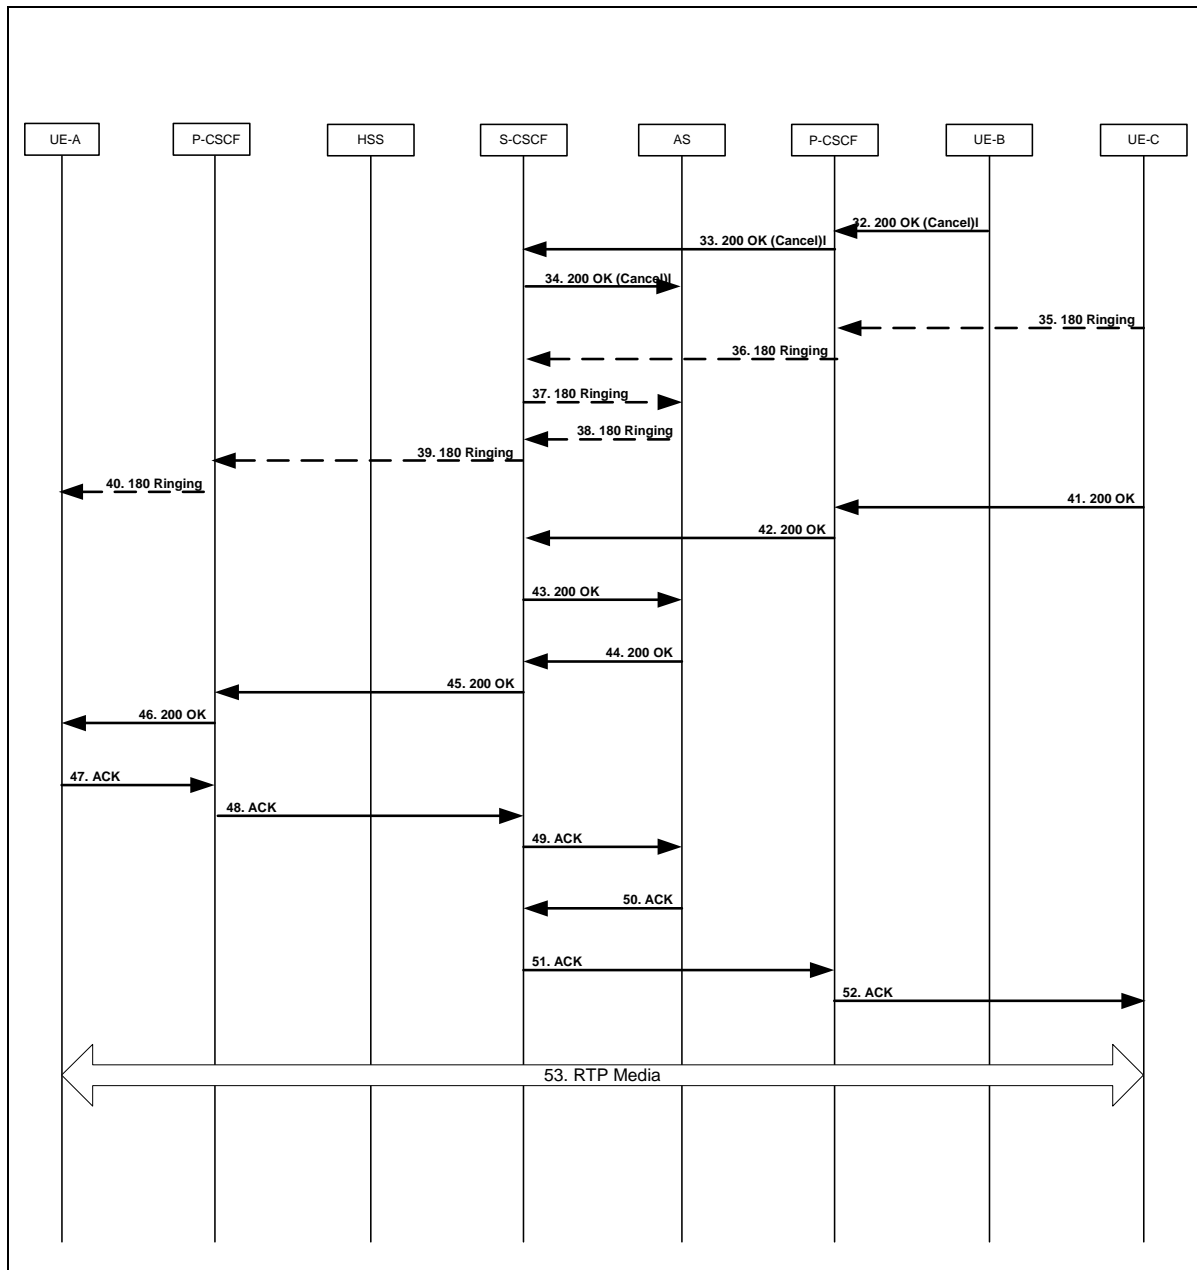 UE-A
P-CSCF
HSS
S-CSCF
AS
P-CSCF
UE-B
UE-C
32. 200 OK (Cancel)l
33. 200 OK (Cancel)l
34. 200 OK (Cancel)l
35. 180 Ringing
36. 180 Ringing
37. 180 Ringing
38. 180 Ringing
39. 180 Ringing
40. 180 Ringing
41. 200 OK
42. 200 OK
43. 200 OK
44. 200 OK
45. 200 OK
46. 200 OK
47. ACK
48. ACK
49. ACK
50. ACK
51. ACK
52. ACK
53. RTP Media